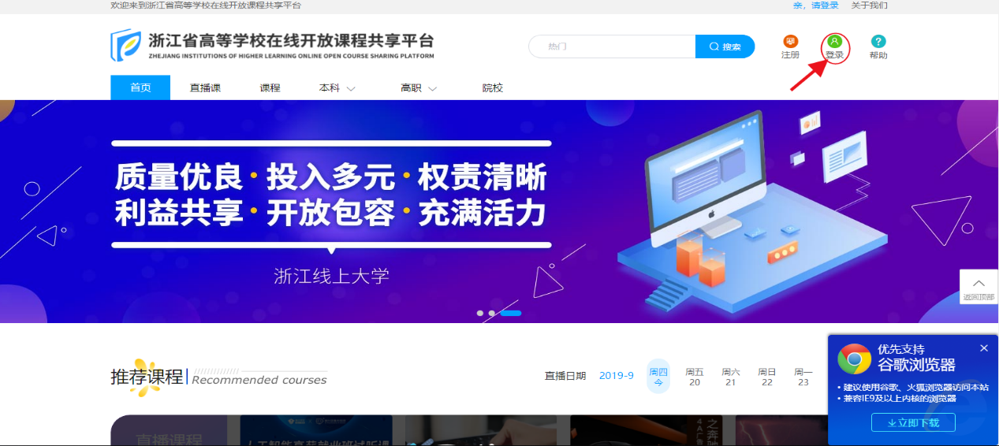 欢迎来到浙江省高等学校在线开放课程共享平台
亲，请登录 关于我们
浙江省高等学校在线开放课程共享平台
ZHEJIANG INSTITUTIONS OF HIGHER LEARNING ONLINE OPEN COURSE SHARING PLATFORM
热门 搜索
注册 登录 帮助
首页 直播课 课程 本科 高职 院校
质量优良·投入多元·权责清晰
利益共享·开放包容·充满活力
浙江线上大学
返回顶部
优先支持
谷歌浏览器
• 建议使用谷歌、火狐浏览器访问本站
• 兼容IE9及以上内核的浏览器
立即下载
推荐课程
Recommended courses
直播日期 2019-9
周四 周五 周六 周日 周一
今 20 21 22 23
直播课程
之奔驰
4A广告